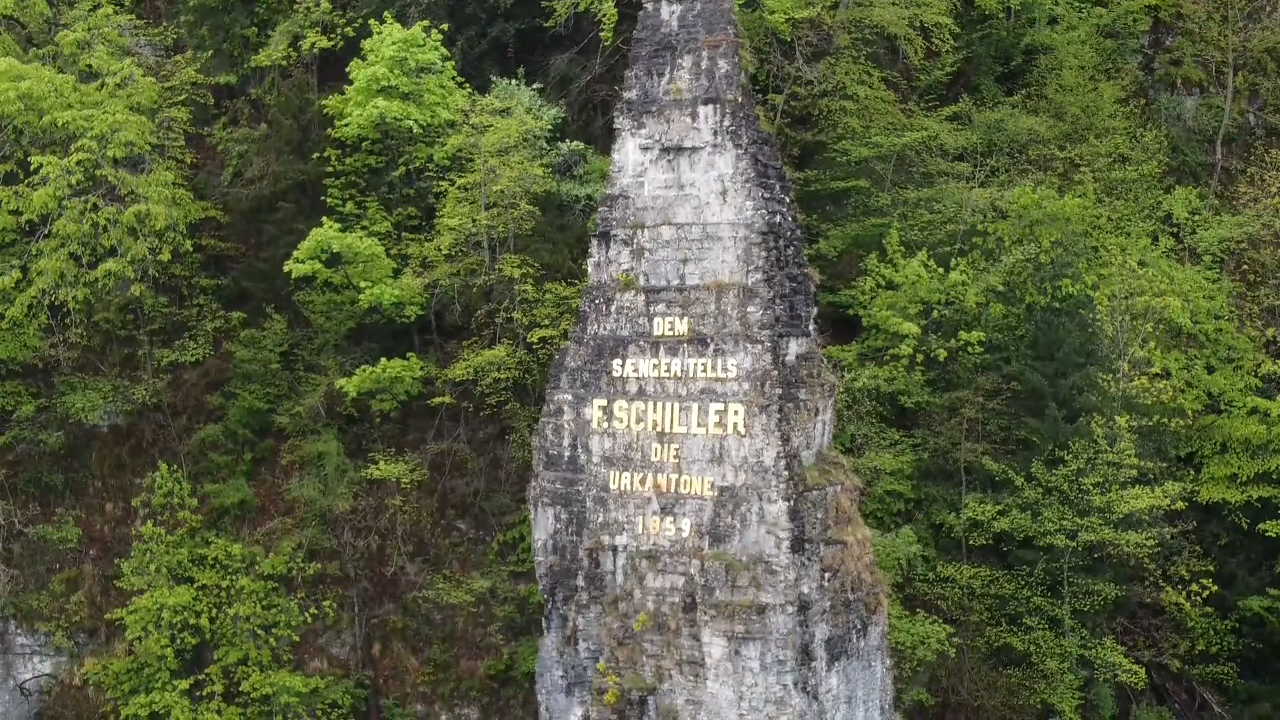 DEM
SÆNGER TELLS
F. SCHILLER
DIE
URKANTONE
1859